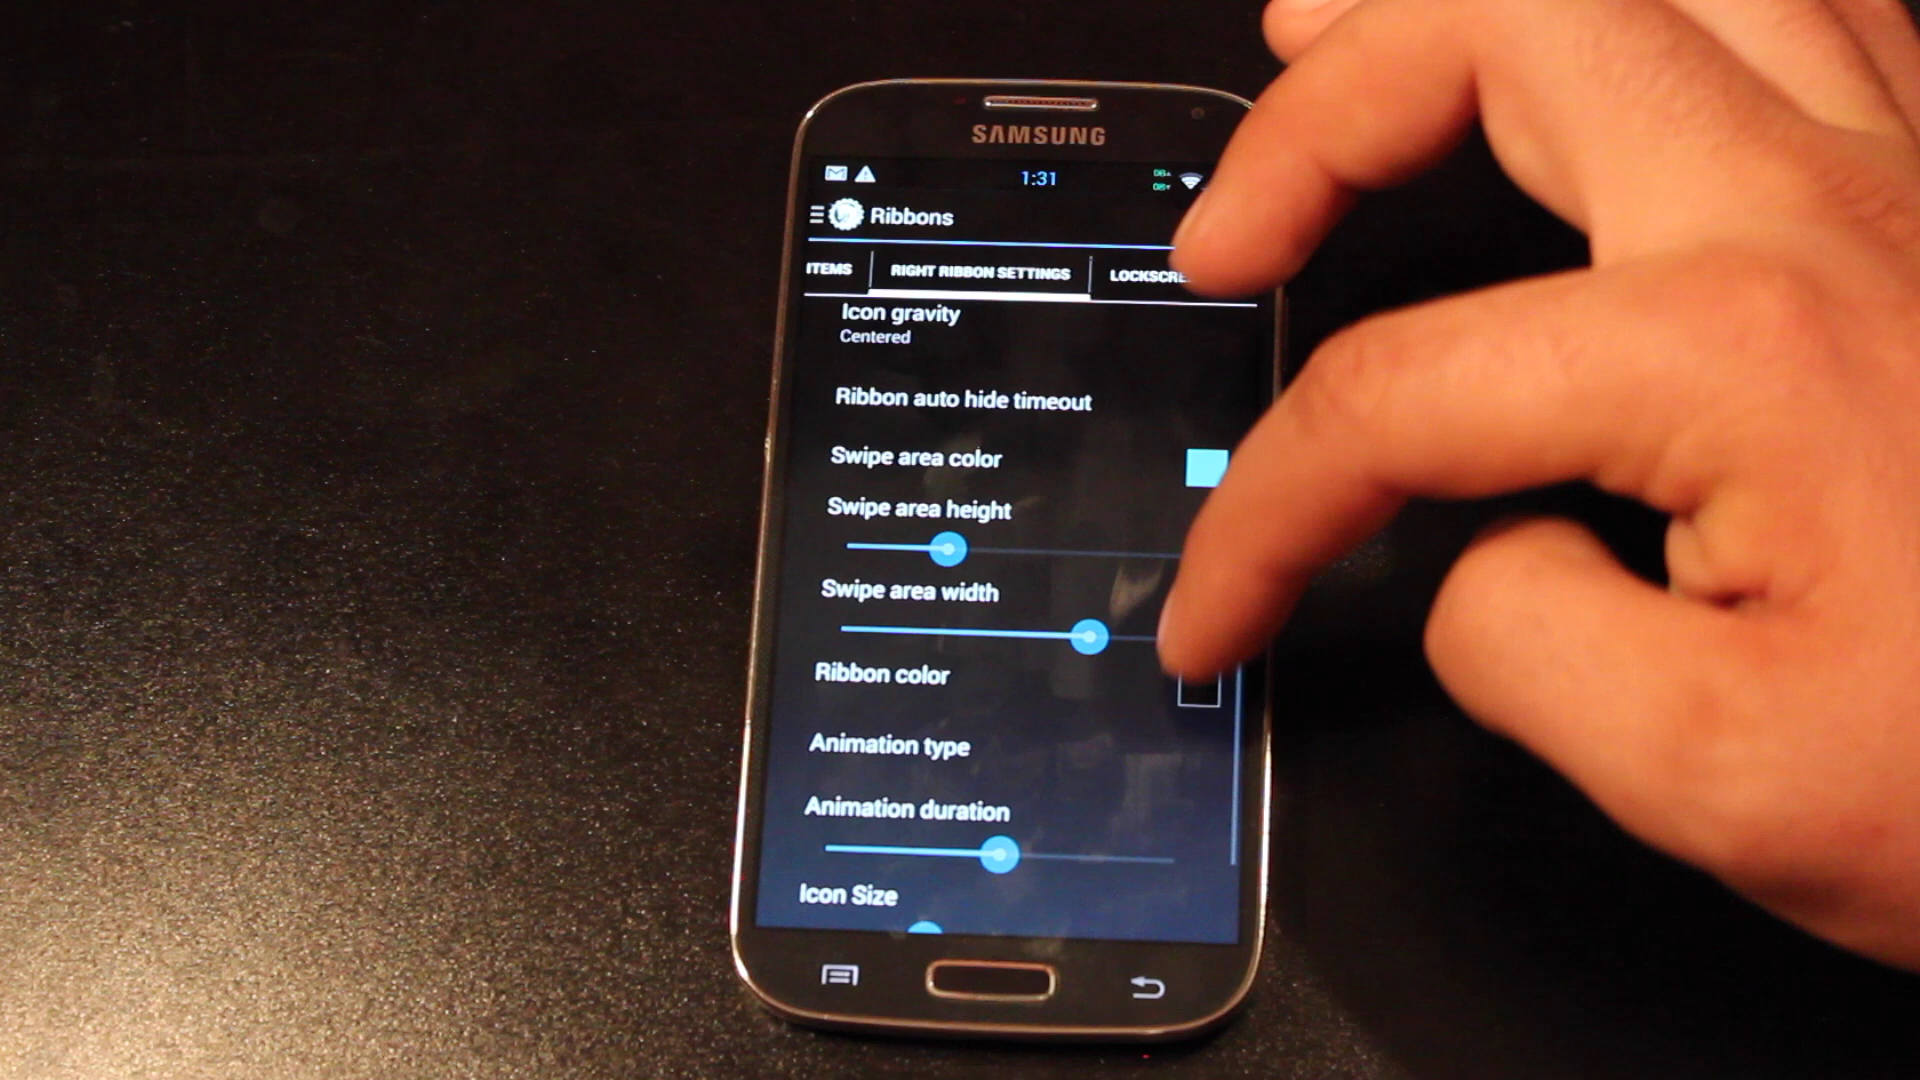 SAMSUNG
1:31
Ribbons
ITEMS
RIGHT RIBBON SETTINGS
LOCKSCRE
Icon gravity
Centered
Ribbon auto hide timeout
Swipe area color
Swipe area height
Swipe area width
Ribbon color
Animation type
Animation duration
Icon Size